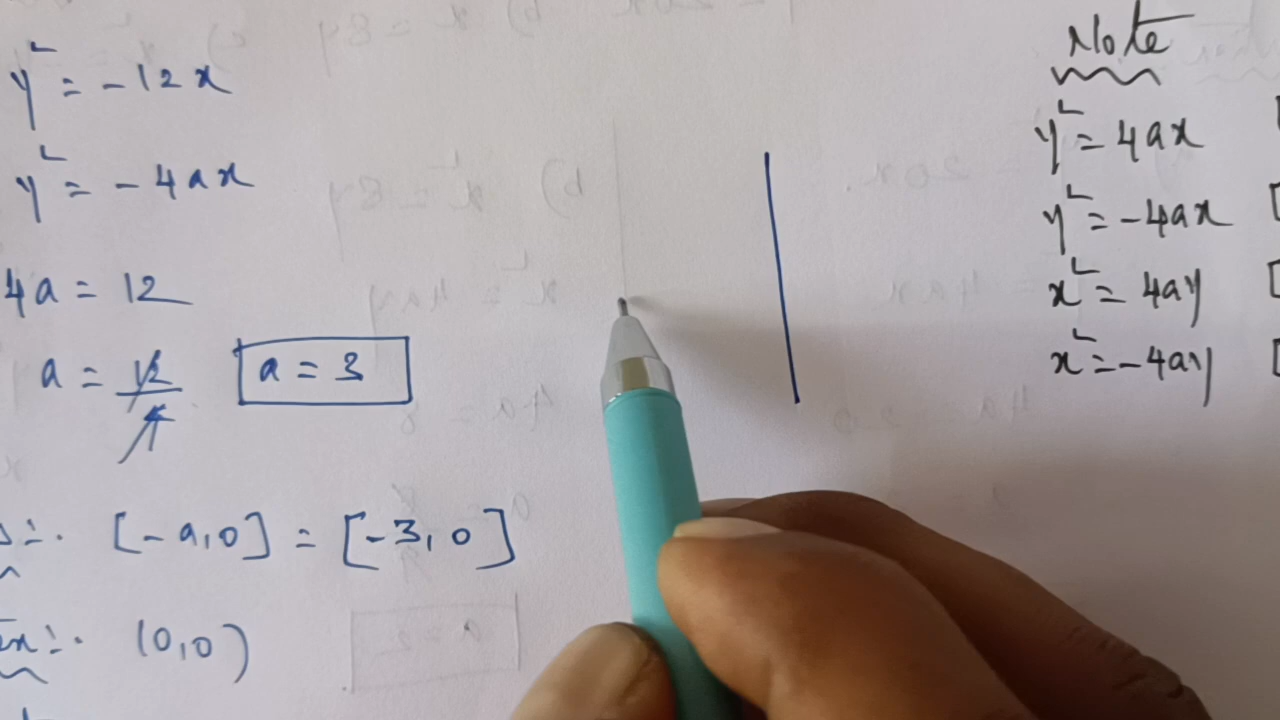 y² = -12x
y² = -4ax
4a = 12
a = 12/4
a = 3
[-a,0] = [-3,0]
(0,0)
Note
y² = 4ax
y² = -4ax
x² = 4ay
x² = -4ay